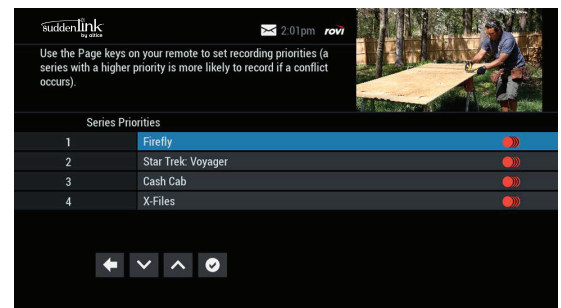 suddenlink
by altice
2:01pm rovi
Use the Page keys on your remote to set recording priorities (a
series with a higher priority is more likely to record if a conflict
occurs).
Series Priorities
1 Firefly
2 Star Trek: Voyager
3 Cash Cab
4 X-Files